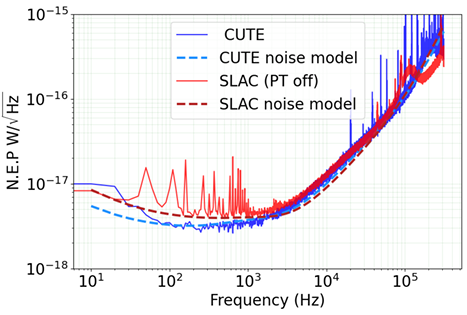 10⁻¹⁵
10⁻¹⁶
10⁻¹⁷
10⁻¹⁸
N.E.P W/√Hz
CUTE
CUTE noise model
SLAC (PT off)
SLAC noise model
10¹ 10² 10³ 10⁴ 10⁵
Frequency (Hz)